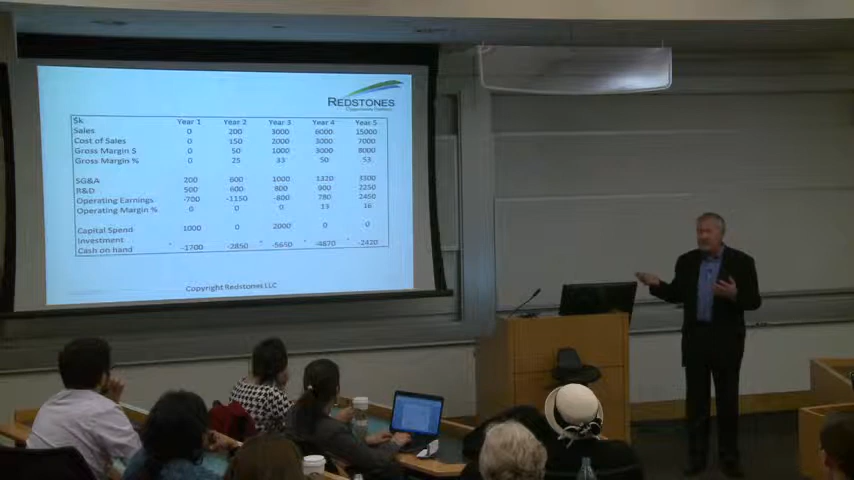 REDSTONES
$k Year 1 Year 2 Year 3 Year 4 Year 5
Sales 0 200 3000 6000 15000
Cost of Sales 0 150 2000 3000 7000
Gross Margin $ 0 50 1000 3000 8000
Gross Margin % 0 25 33 50 53
SG&A 200 600 1000 1320 3300
R&D 500 600 800 900 2250
Operating Earnings -700 -1150 -800 780 2450
Operating Margin % 0 0 0 13 16
Capital Spend 1000 0 2000 0 0
Investment
Cash on hand -1700 -2850 -5650 -4870 -2420
Copyright Redstones LLC